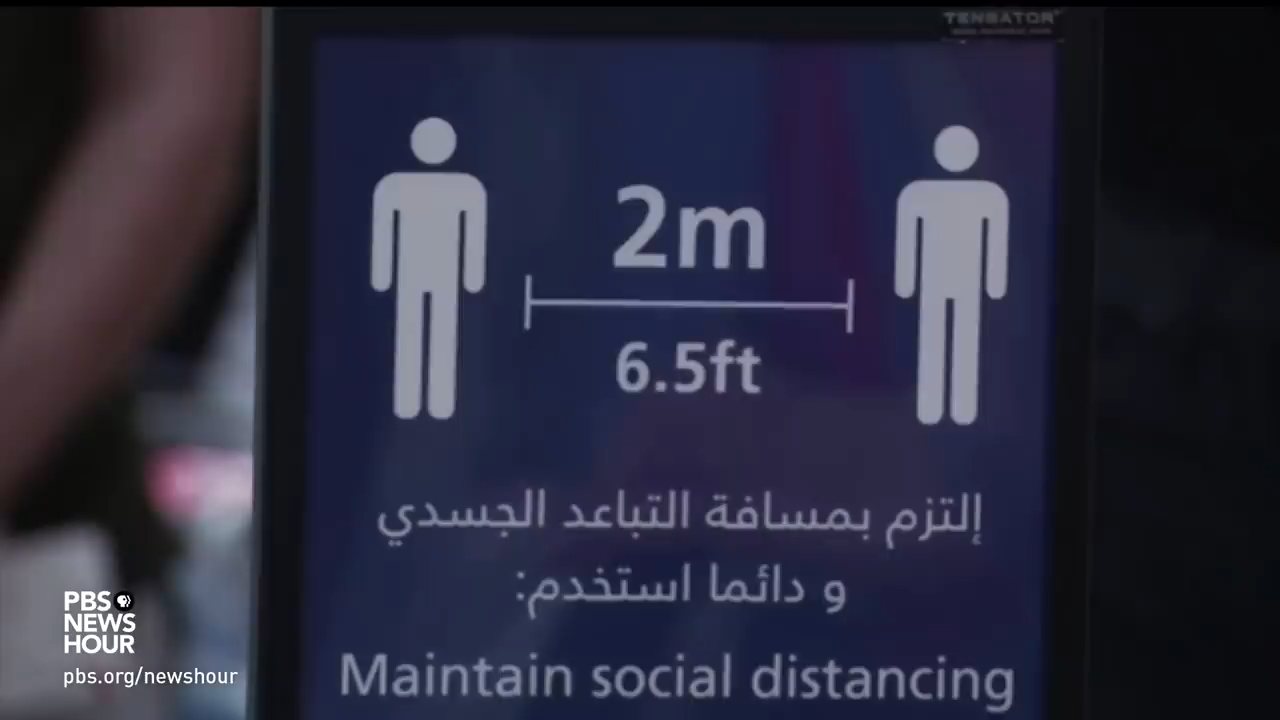 TENSATOR
2m
6.5ft
إلتزم بمسافة التباعد الجسدي
و دائما استخدم:
Maintain social distancing
PBS
NEWS
HOUR
pbs.org/newshour